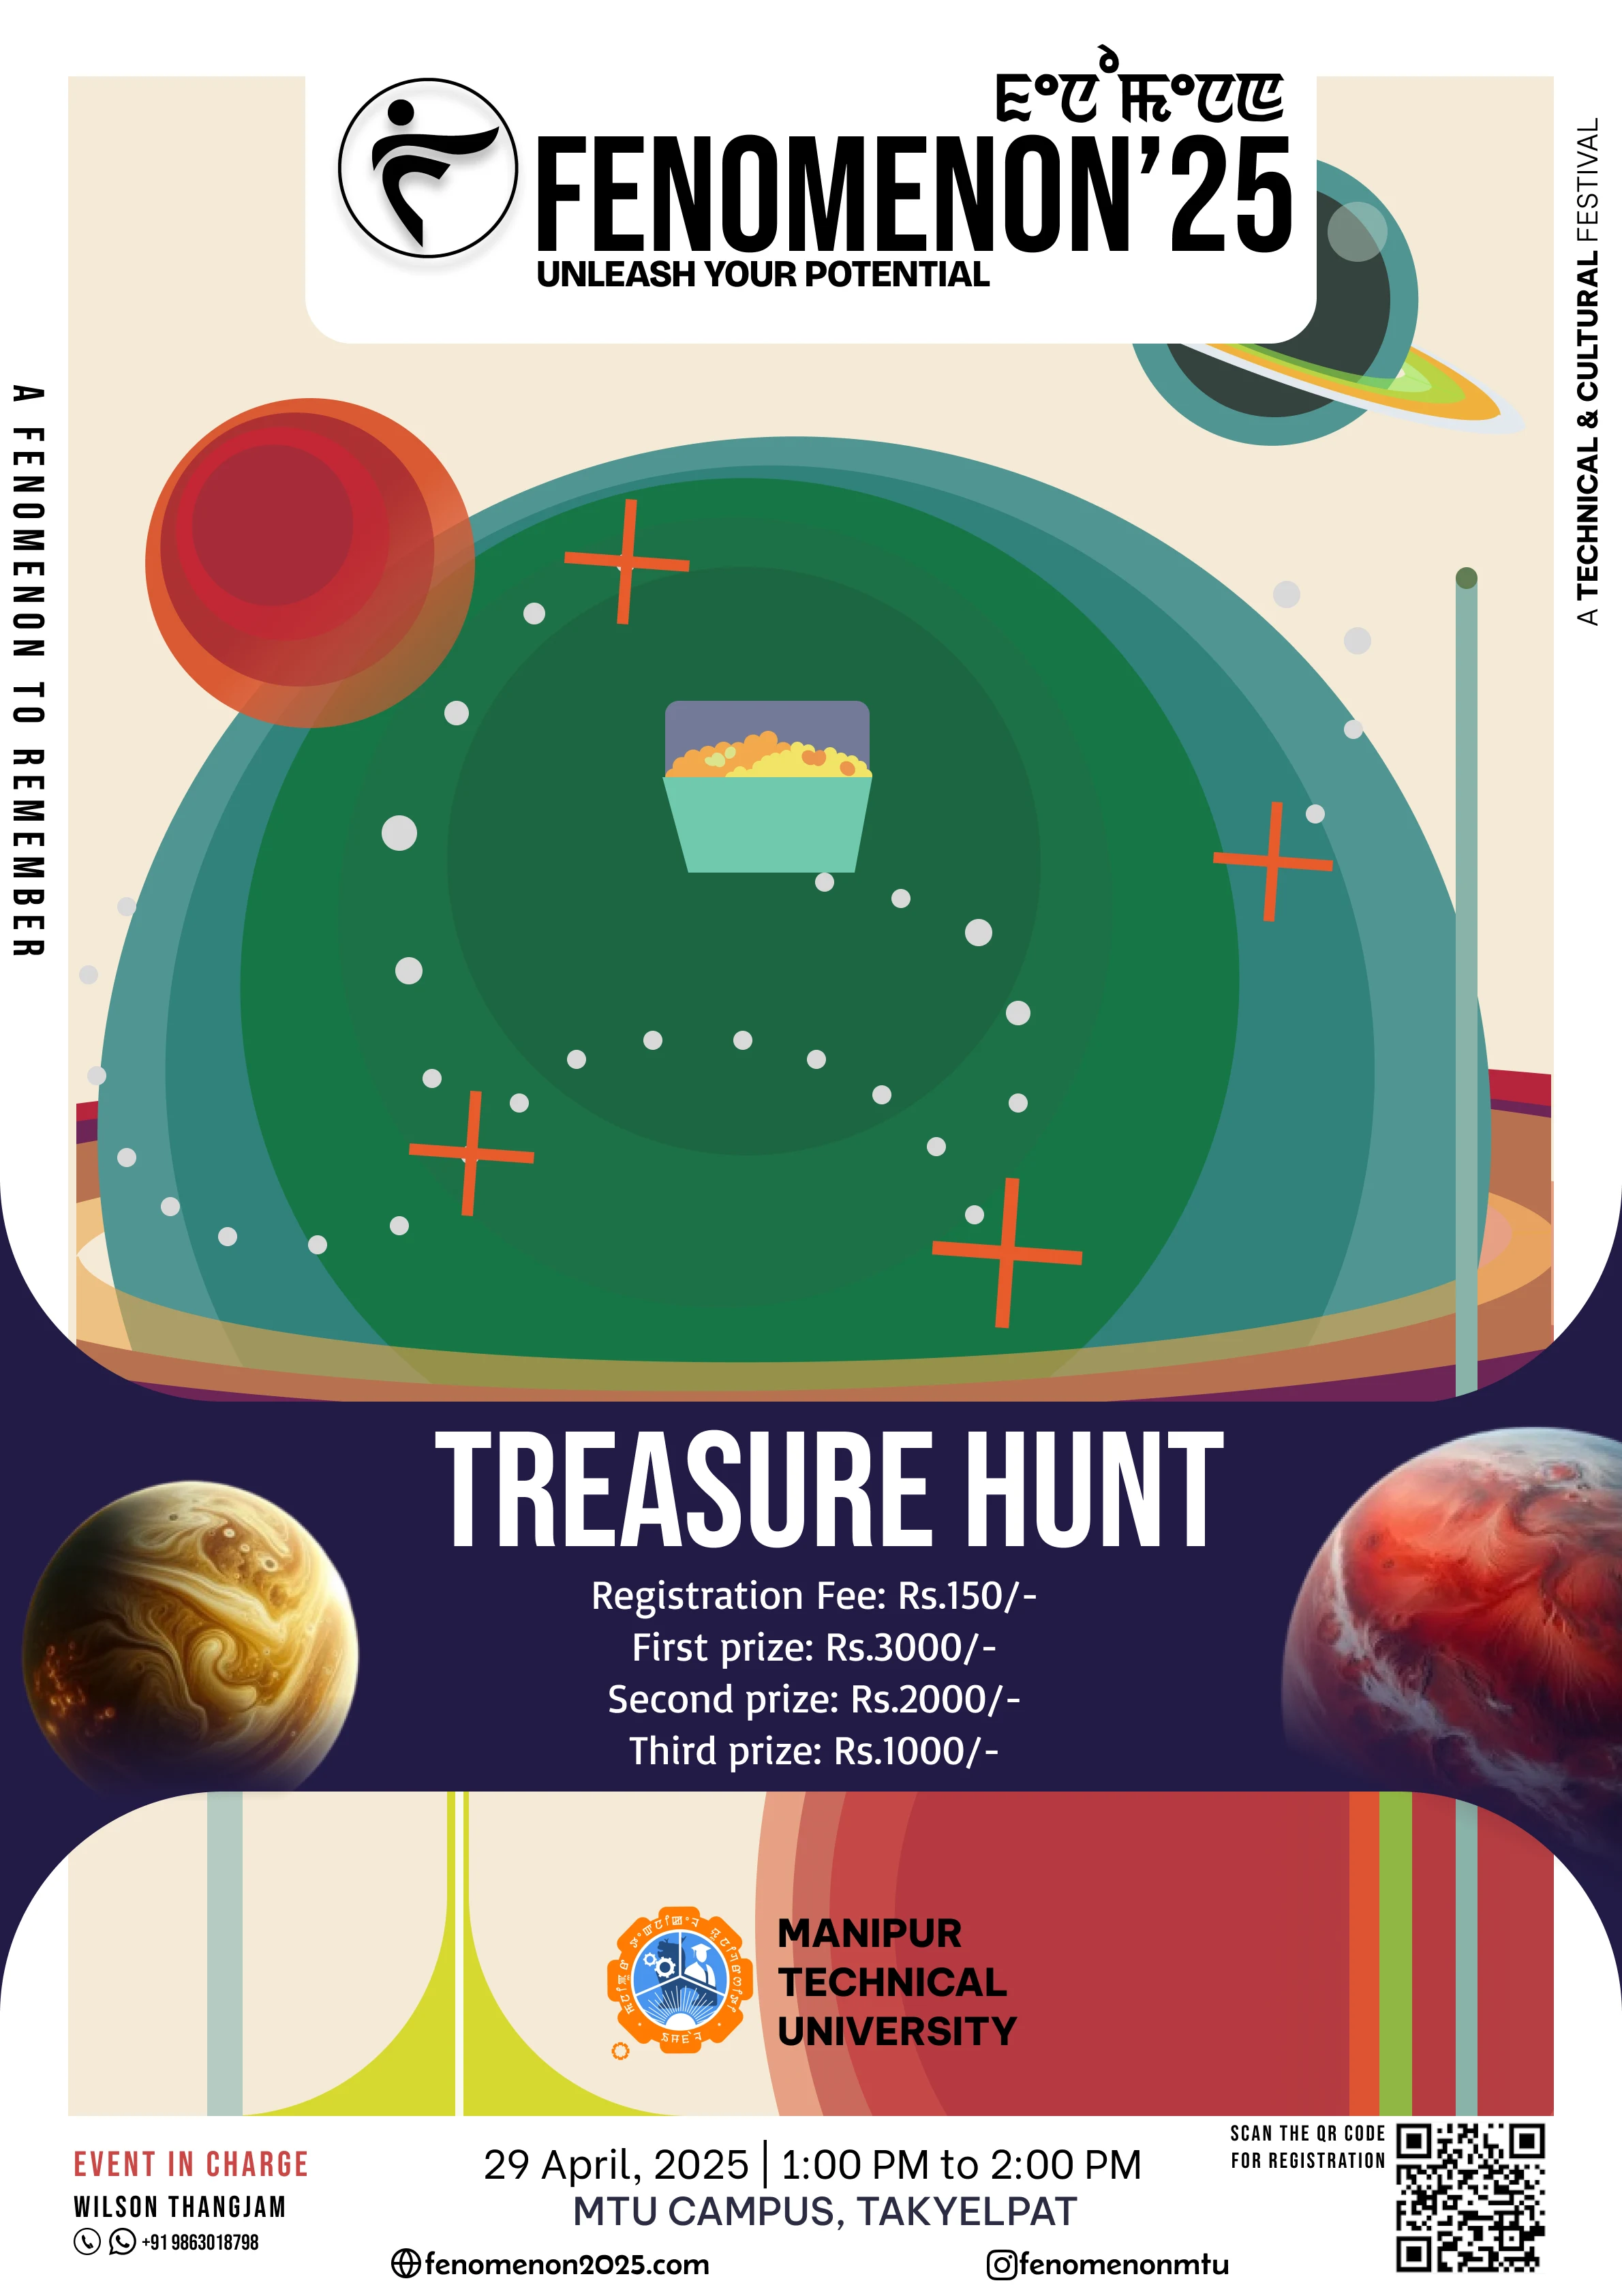 FENOMENON'25
UNLEASH YOUR POTENTIAL
A TECHNICAL & CULTURAL FESTIVAL
A FENOMENON TO REMEMBER
TREASURE HUNT
Registration Fee: Rs.150/-
First prize: Rs.3000/-
Second prize: Rs.2000/-
Third prize: Rs.1000/-
MANIPUR
TECHNICAL
UNIVERSITY
EVENT IN CHARGE
WILSON THANGJAM
+91 9863018798
29 April, 2025 | 1:00 PM to 2:00 PM
MTU CAMPUS, TAKYELPAT
fenomenon2025.com
fenomenonmtu
SCAN THE QR CODE
FOR REGISTRATION